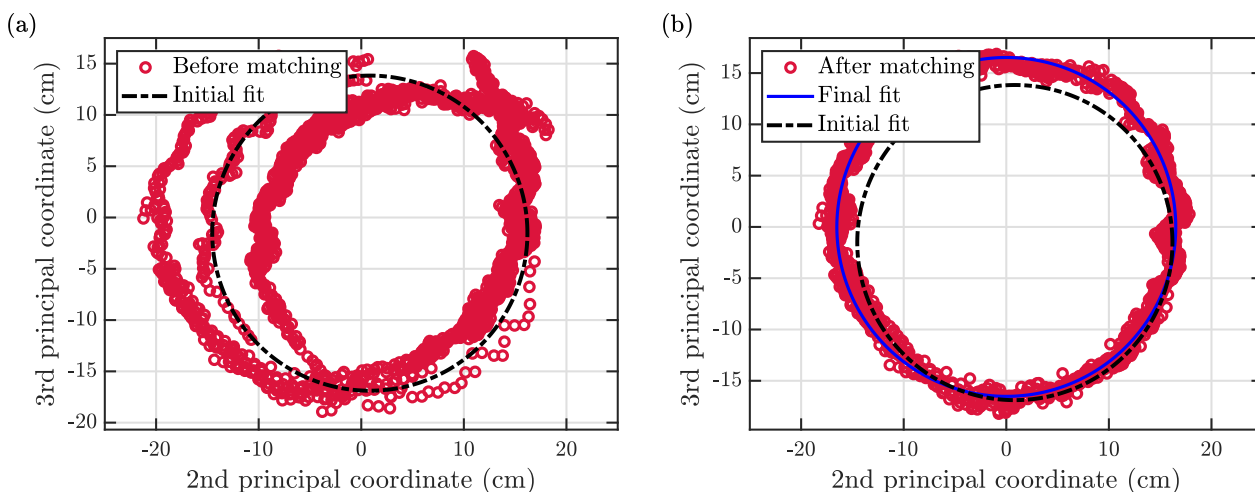 (a)
15
10
5
0
-5
-10
-15
-20
-20
-10
0
10
20
3rd principal coordinate (cm)
2nd principal coordinate (cm)
Before matching
Initial fit
(b)
15
10
5
0
-5
-10
-15
-20
-10
0
10
20
3rd principal coordinate (cm)
2nd principal coordinate (cm)
After matching
Final fit
Initial fit